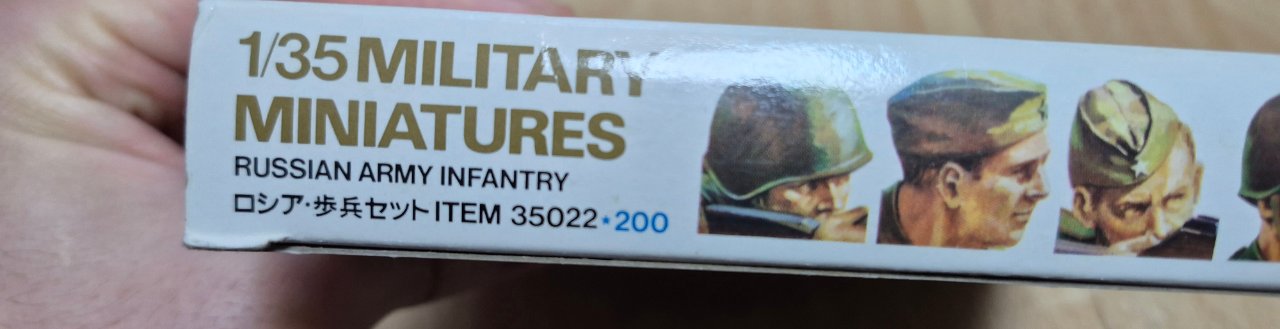 1/35 MILITARY
MINIATURES
RUSSIAN ARMY INFANTRY
ロシア・歩兵セット ITEM 35022★200